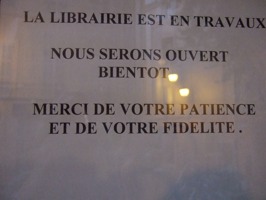 LA LIBRAIRIE EST EN TRAVAUX
NOUS SERONS OUVERT
BIENTOT
MERCI DE VOTRE PATIENCE
ET DE VOTRE FIDELITE .